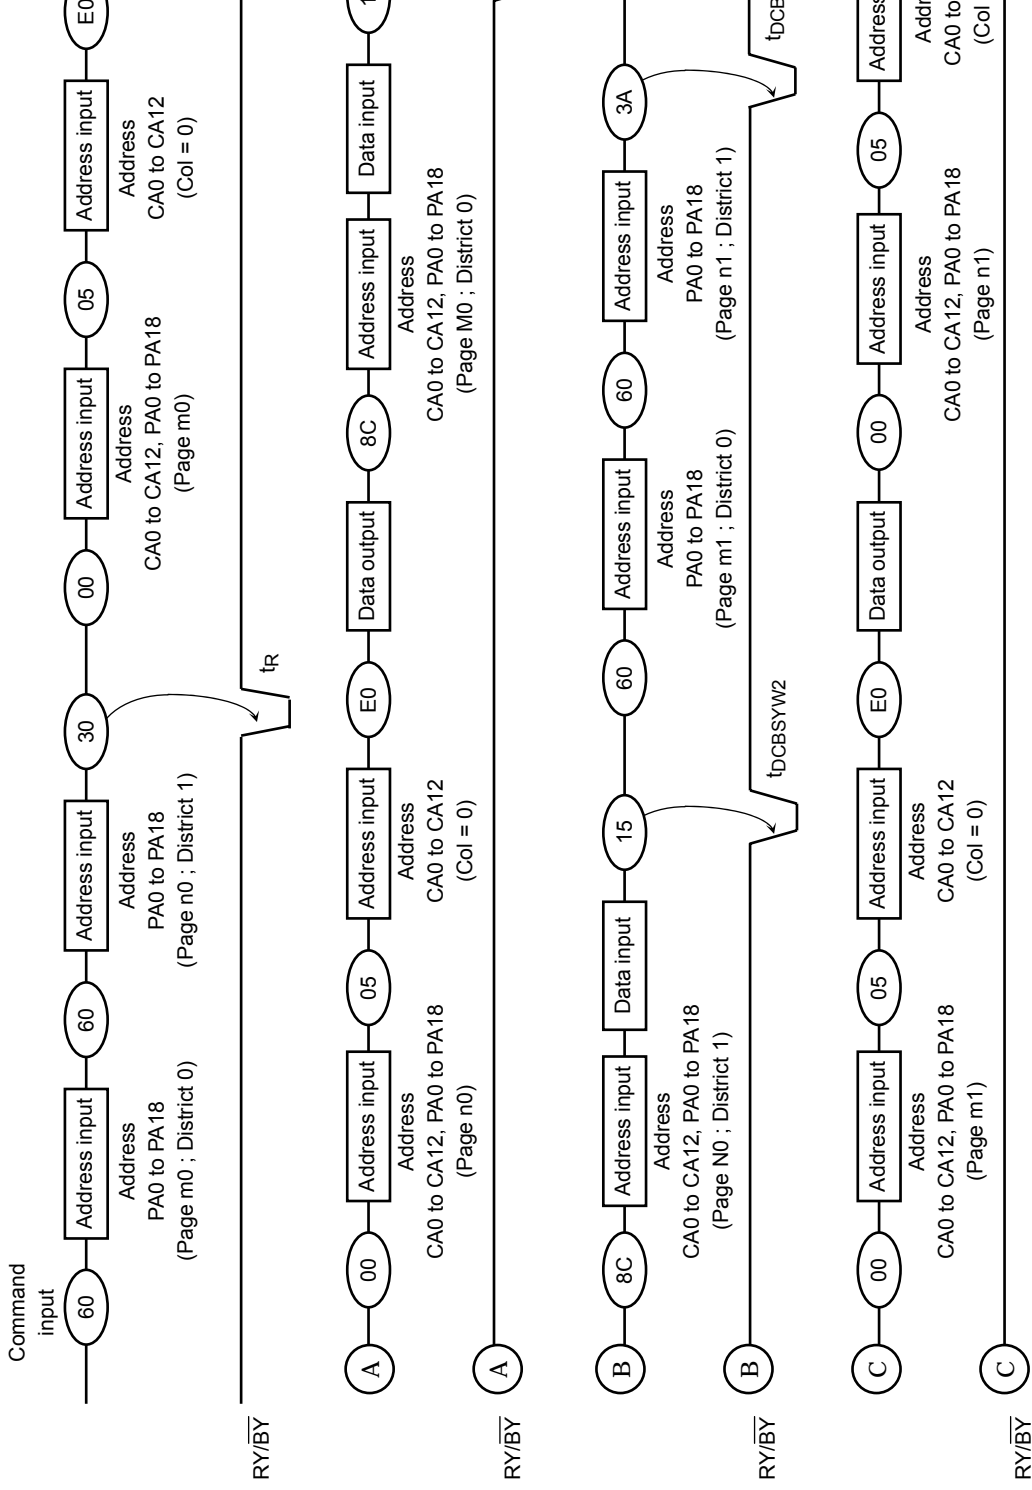 Command
input
60
Address input
60
Address input
30
00
Address input
05
Address input
E0
Address
PA0 to PA18
(Page m0 ; District 0)
Address
PA0 to PA18
(Page n0 ; District 1)
Address
CA0 to CA12, PA0 to PA18
(Page m0)
Address
CA0 to CA12
(Col = 0)
RY/BY
tR
A
00
Address input
05
Address input
E0
Data output
8C
Address input
Data input
Address
CA0 to CA12, PA0 to PA18
(Page n0)
Address
CA0 to CA12
(Col = 0)
Address
CA0 to CA12, PA0 to PA18
(Page M0 ; District 0)
RY/BY
A
B
8C
Address input
Data input
15
60
Address input
60
Address input
3A
Address
CA0 to CA12, PA0 to PA18
(Page N0 ; District 1)
Address
PA0 to PA18
(Page m1 ; District 0)
Address
PA0 to PA18
(Page n1 ; District 1)
RY/BY
B
tDCBSYW2
tDCB
C
00
Address input
05
Address input
E0
Data output
00
Address input
05
Address
Address
CA0 to CA12, PA0 to PA18
(Page m1)
Address
CA0 to CA12
(Col = 0)
Address
CA0 to CA12, PA0 to PA18
(Page n1)
Addr
CA0 to
(Col
RY/BY
C